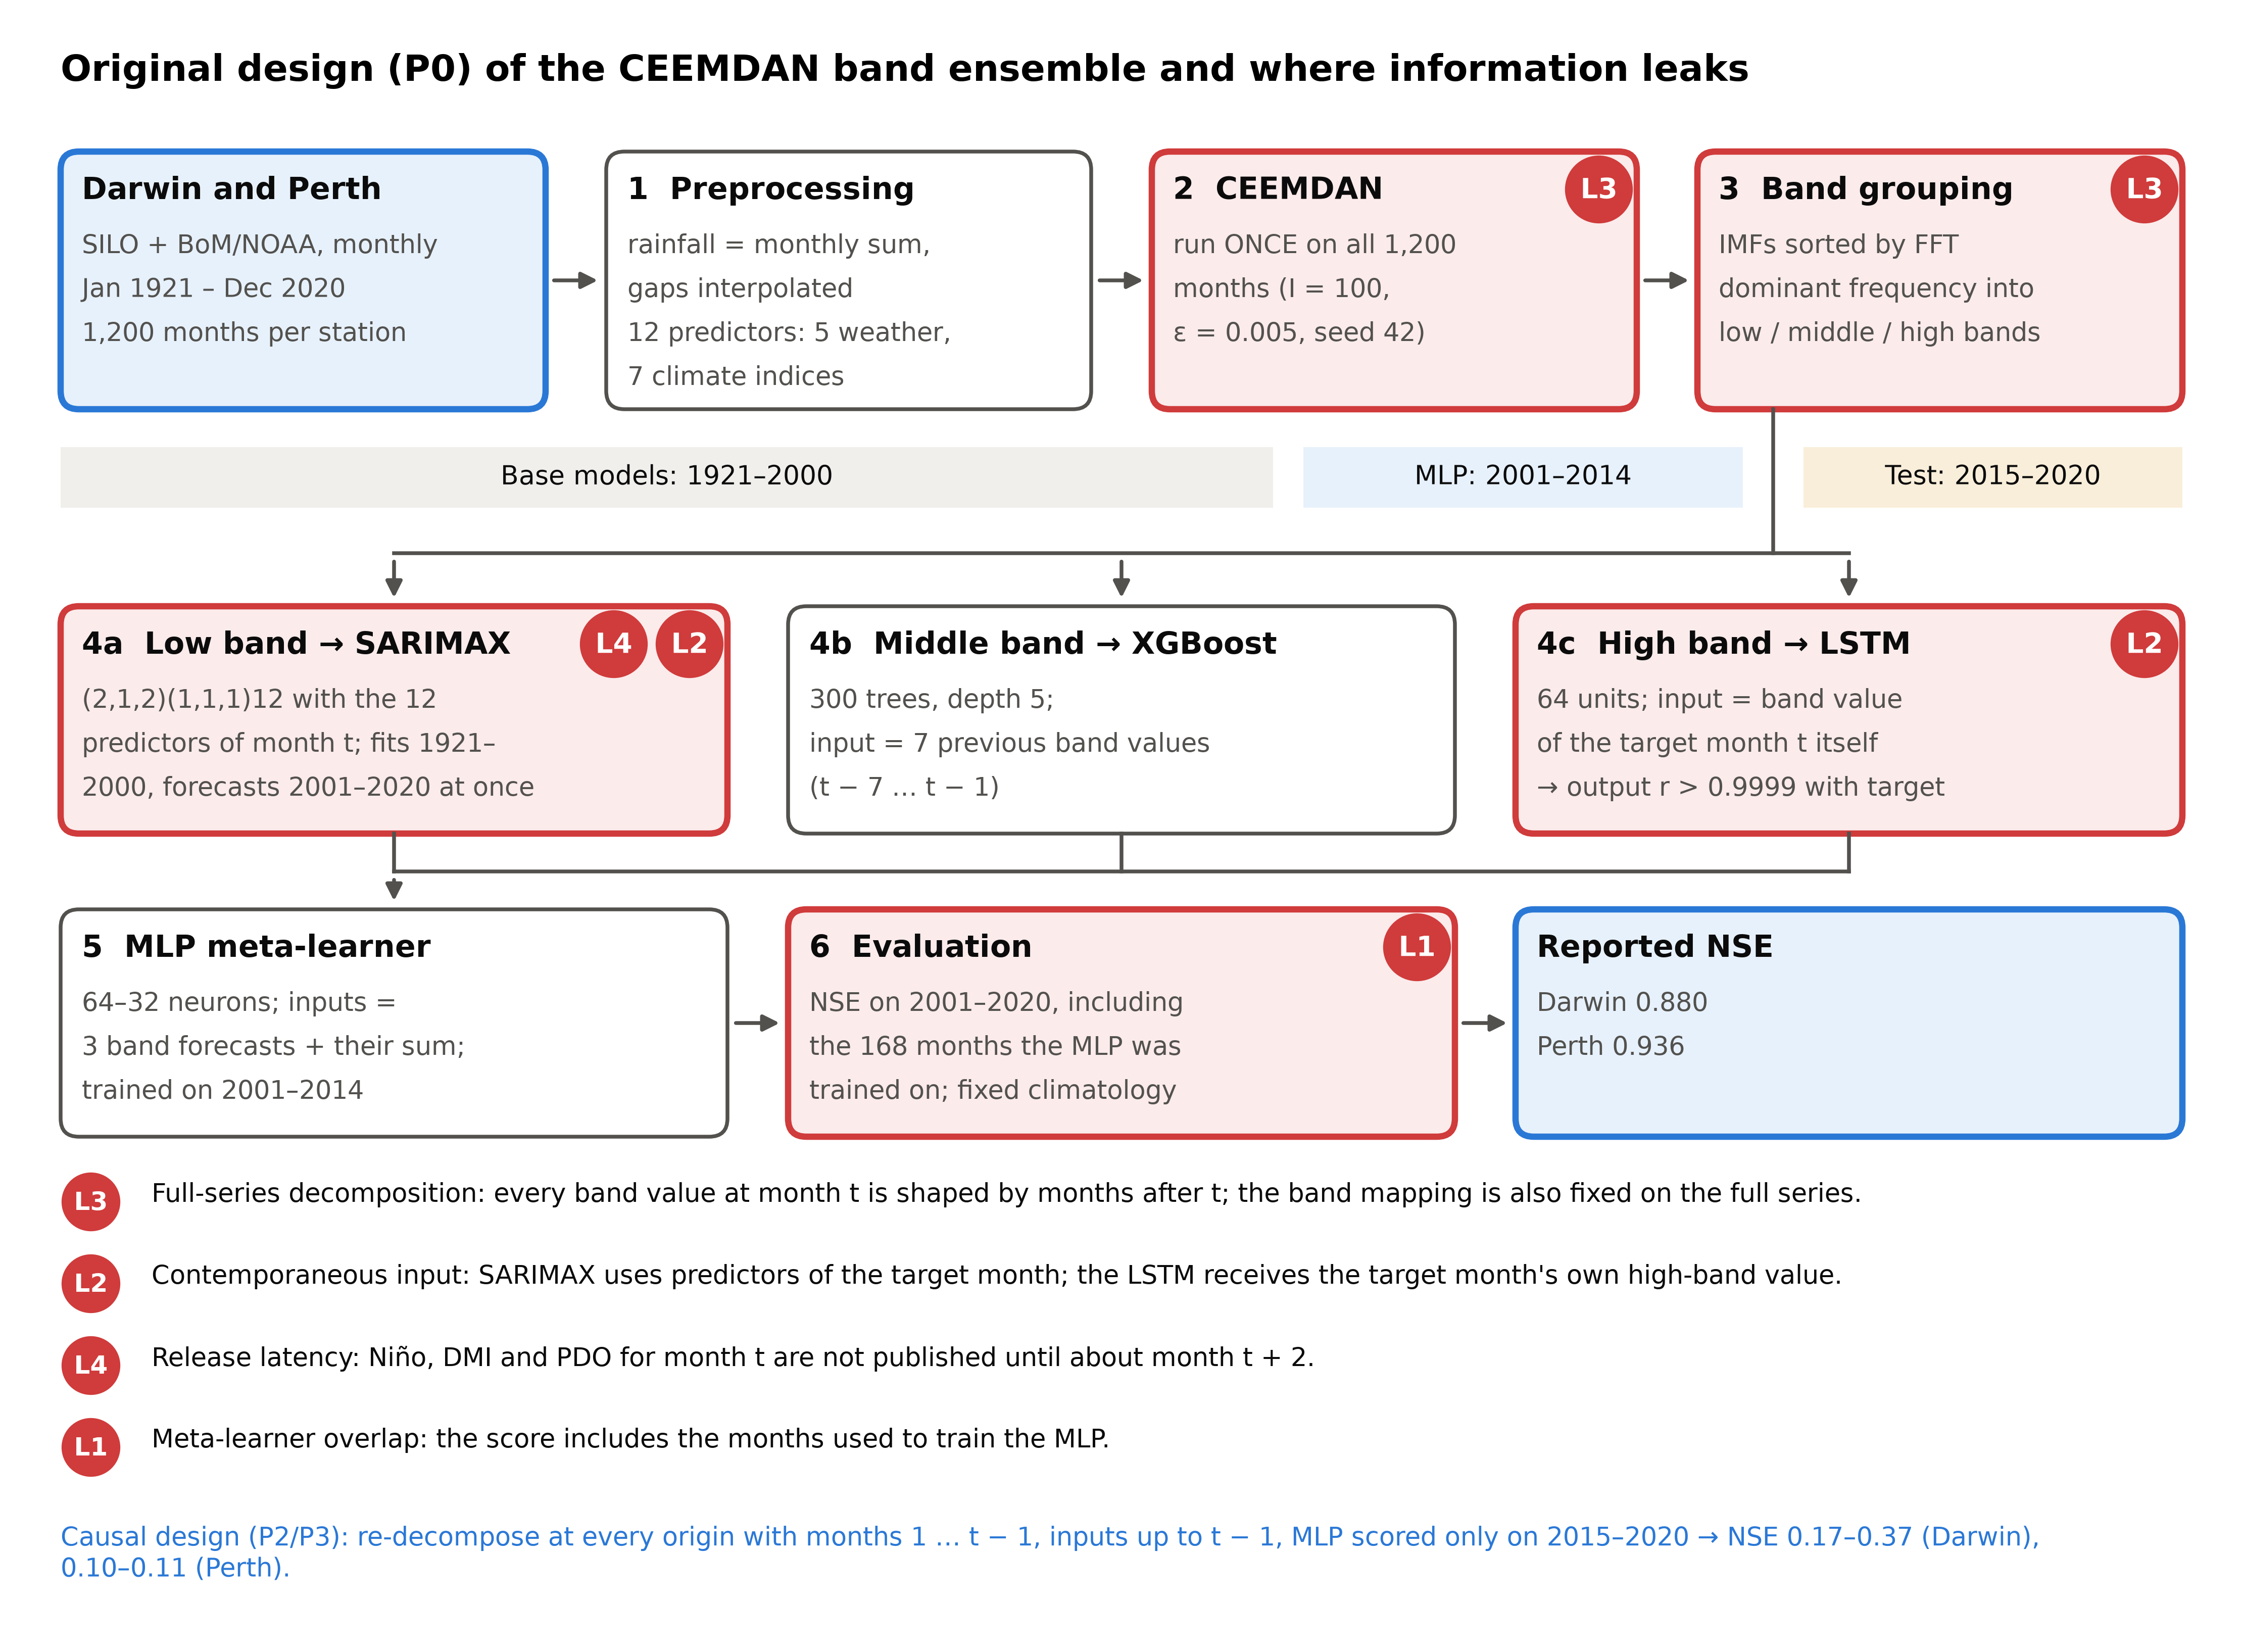 Original design (P0) of the CEEMDAN band ensemble and where information leaks
Darwin and Perth
SILO + BoM/NOAA, monthly
Jan 1921 – Dec 2020
1,200 months per station
1 Preprocessing
rainfall = monthly sum,
gaps interpolated
12 predictors: 5 weather,
7 climate indices
2 CEEMDAN
L3
run ONCE on all 1,200
months (I = 100,
ε = 0.005, seed 42)
3 Band grouping
L3
IMFs sorted by FFT
dominant frequency into
low / middle / high bands
Base models: 1921–2000
MLP: 2001–2014
Test: 2015–2020
4a Low band → SARIMAX
L4
L2
(2,1,2)(1,1,1)12 with the 12
predictors of month t; fits 1921–
2000, forecasts 2001–2020 at once
4b Middle band → XGBoost
300 trees, depth 5;
input = 7 previous band values
(t − 7 … t − 1)
4c High band → LSTM
L2
64 units; input = band value
of the target month t itself
→ output r > 0.9999 with target
5 MLP meta-learner
64–32 neurons; inputs =
3 band forecasts + their sum;
trained on 2001–2014
6 Evaluation
L1
NSE on 2001–2020, including
the 168 months the MLP was
trained on; fixed climatology
Reported NSE
Darwin 0.880
Perth 0.936
L3 Full-series decomposition: every band value at month t is shaped by months after t; the band mapping is also fixed on the full series.
L2 Contemporaneous input: SARIMAX uses predictors of the target month; the LSTM receives the target month's own high-band value.
L4 Release latency: Niño, DMI and PDO for month t are not published until about month t + 2.
L1 Meta-learner overlap: the score includes the months used to train the MLP.
Causal design (P2/P3): re-decompose at every origin with months 1 … t − 1, inputs up to t − 1, MLP scored only on 2015–2020 → NSE 0.17–0.37 (Darwin),
0.10–0.11 (Perth).